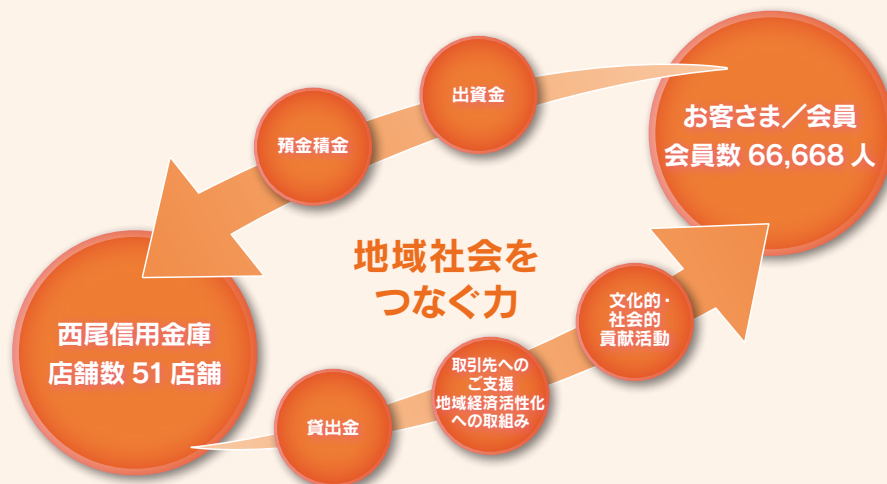 お客さま／会員
会員数 66,668 人
出資金
預金積金
地域社会を
つなぐ力
西尾信用金庫
店舗数 51 店舗
貸出金
取引先への
ご支援
地域経済活性化
への取組み
文化的・
社会的
貢献活動